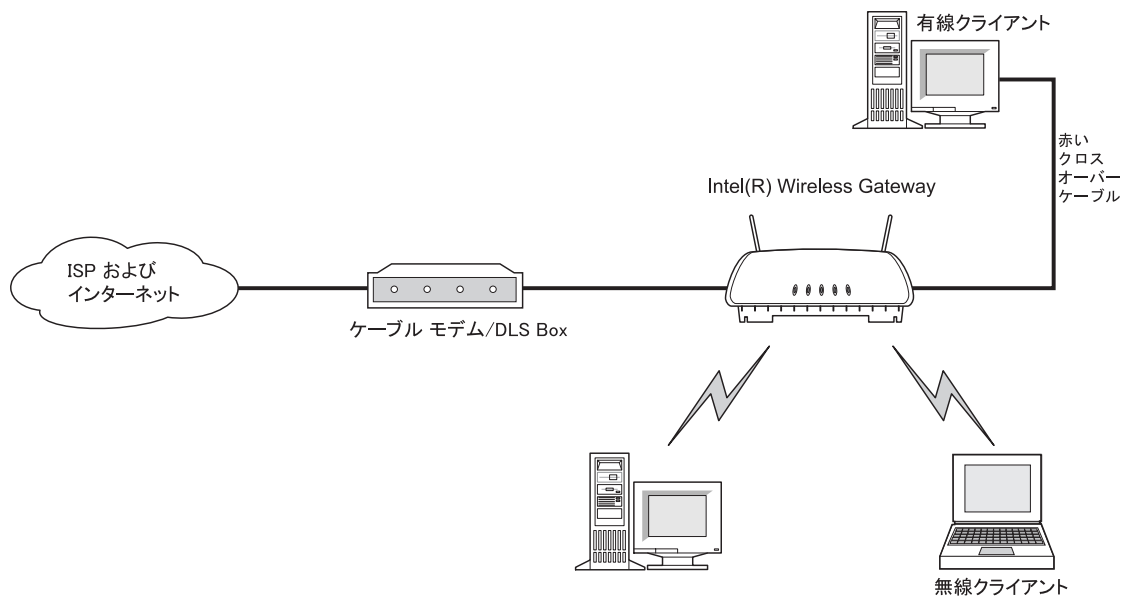 有線クライアント
赤い
クロス
オーバー
ケーブル
Intel(R) Wireless Gateway
ISP および
インターネット
ケーブル モデム/DLS Box
無線クライアント